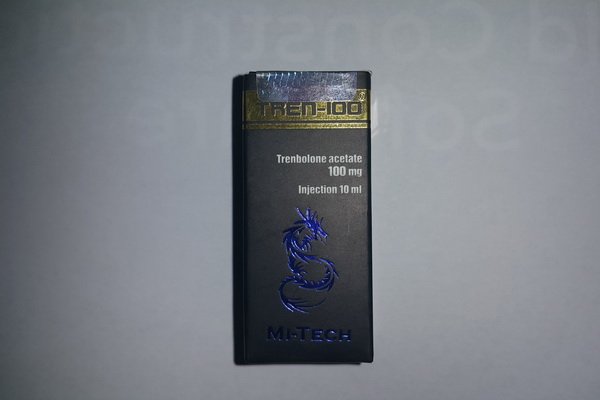 TREN-100
Trenbolone acetate
100 mg
Injection 10 ml
MI-TECH